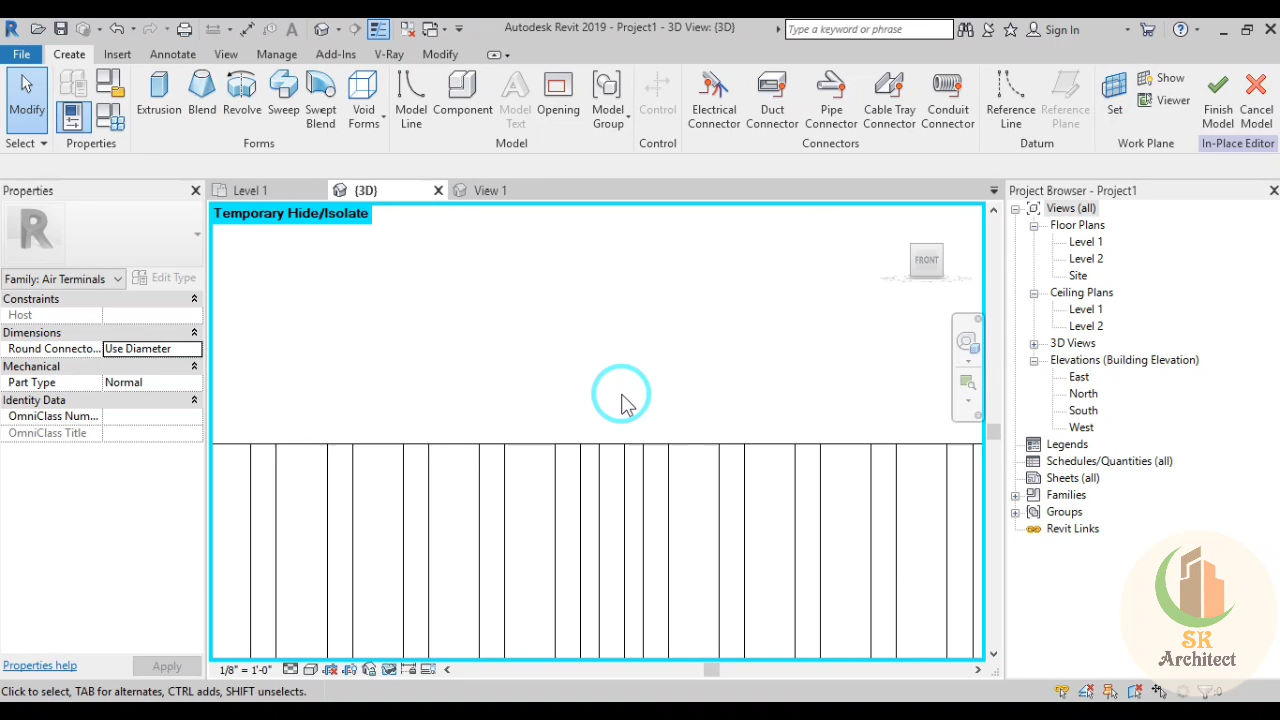 Autodesk Revit 2019 - Project1 - 3D View: {3D}
Type a keyword or phrase
Sign In
File Create Insert Annotate View Manage Add-Ins V-Ray Modify
Modify
Select
Properties
Extrusion Blend Revolve Sweep Swept Blend Void Forms
Forms
Model Line Component Model Text Opening Model Group
Model
Control
Control
Electrical Connector Duct Connector Pipe Connector Cable Tray Connector Conduit Connector
Connectors
Reference Line Reference Plane
Datum
Set Show Viewer
Work Plane
Finish Model Cancel Model
In-Place Editor
Properties
R
Family: Air Terminals
Edit Type
Constraints
Host
Dimensions
Round Connecto... Use Diameter
Mechanical
Part Type Normal
Identity Data
OmniClass Num...
OmniClass Title
Properties help
Apply
Level 1 {3D} View 1
Temporary Hide/Isolate
FRONT
1/8" = 1'-0"
Project Browser - Project1
Views (all)
Floor Plans
Level 1
Level 2
Site
Ceiling Plans
Level 1
Level 2
3D Views
Elevations (Building Elevation)
East
North
South
West
Legends
Schedules/Quantities (all)
Sheets (all)
Families
Groups
Revit Links
SK
Architect
Click to select, TAB for alternates, CTRL adds, SHIFT unselects.
:0